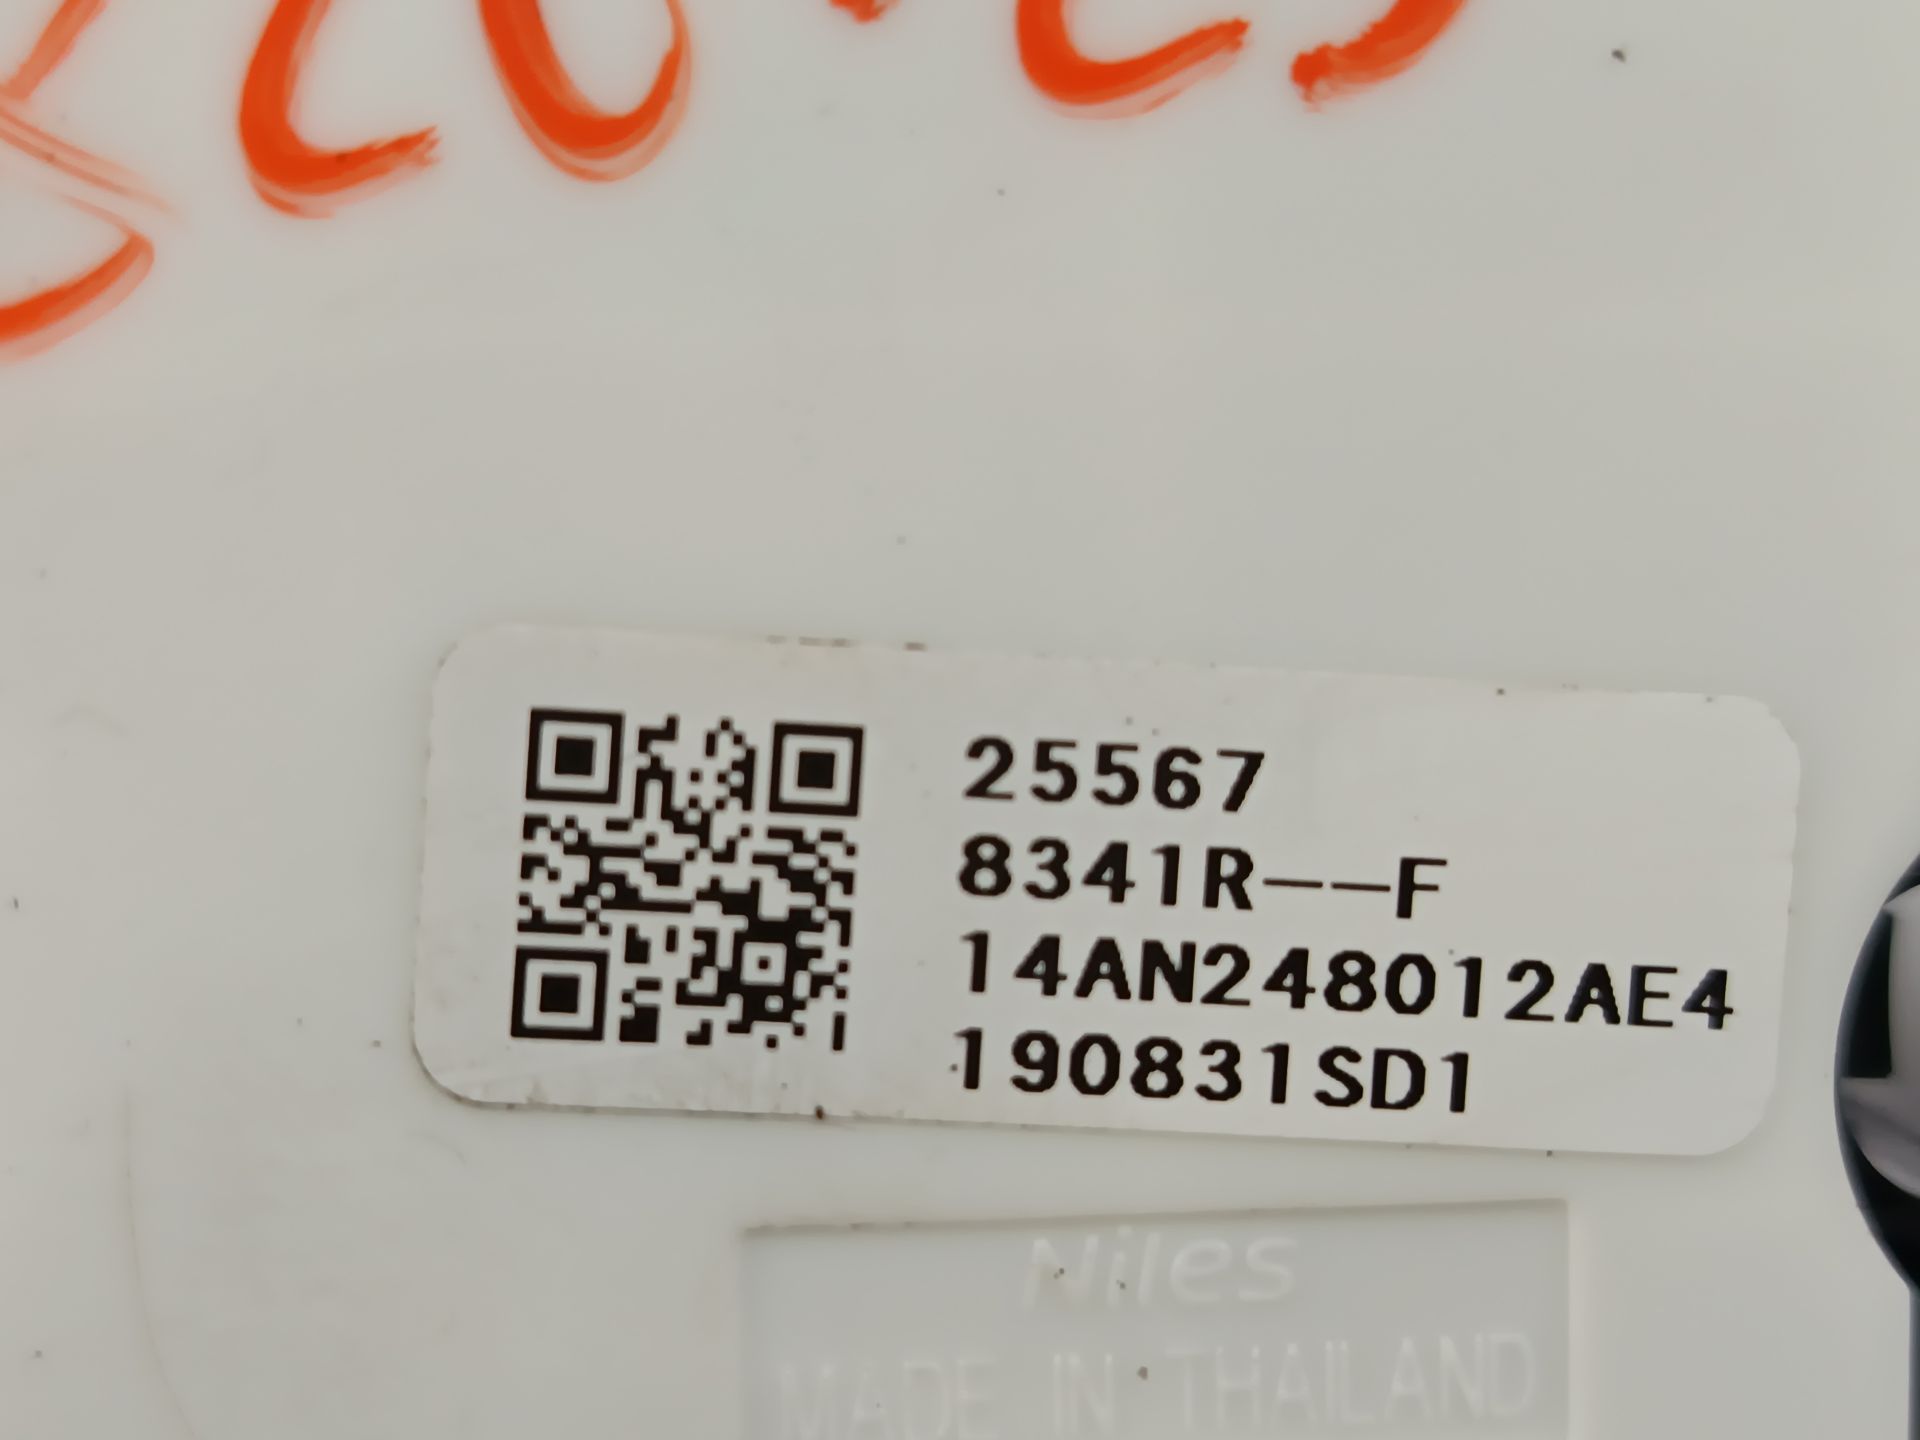 25567
8341R--F
14AN248012AE4
190831SD1
Niles
MADE IN THAILAND